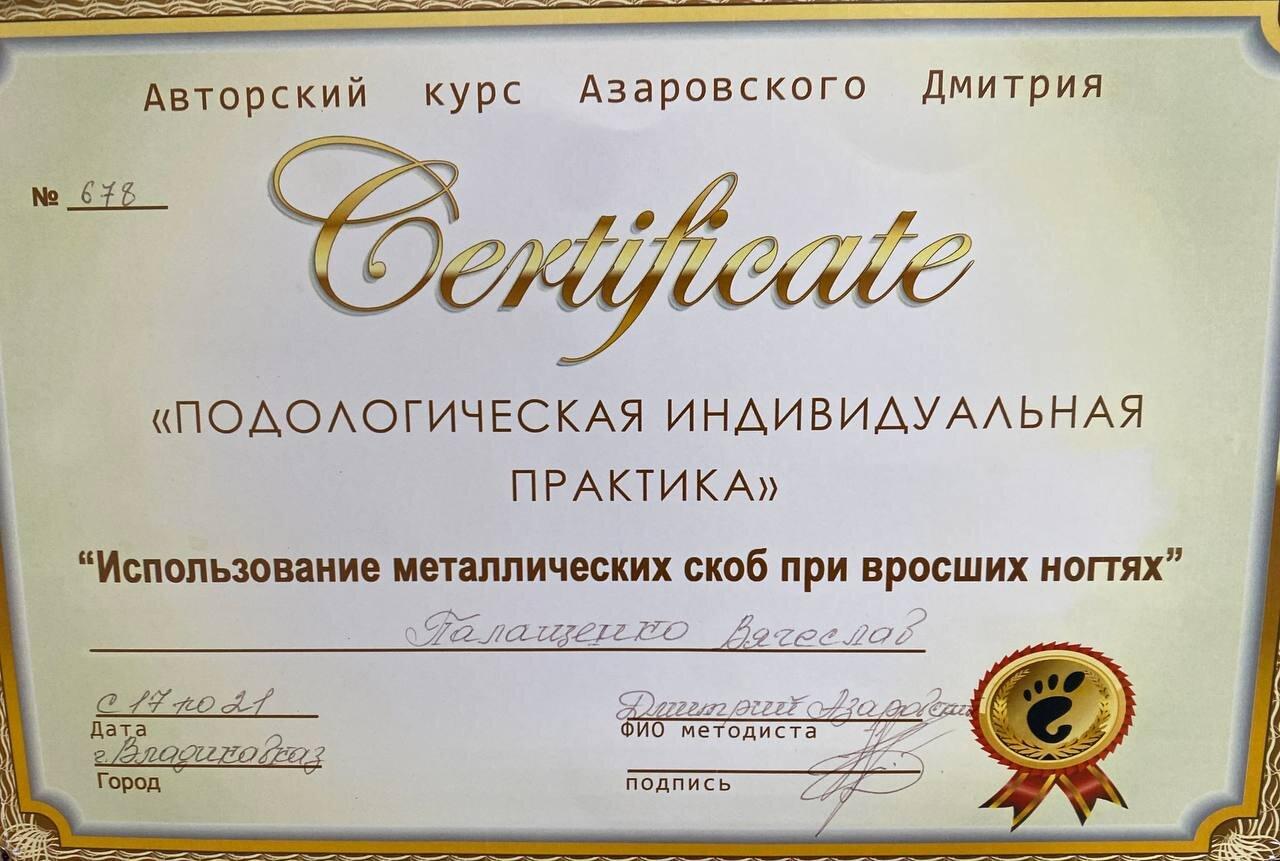 Авторский курс Азаровского Дмитрия
№ 678
Certificate
«ПОДОЛОГИЧЕСКАЯ ИНДИВИДУАЛЬНАЯ
ПРАКТИКА»
“Использование металлических скоб при вросших ногтях”
Палащенко Вячеслав
с 17 по 21
Дмитрий Азаровский
Дата
ФИО методиста
г. Владикавказ
Город
подпись